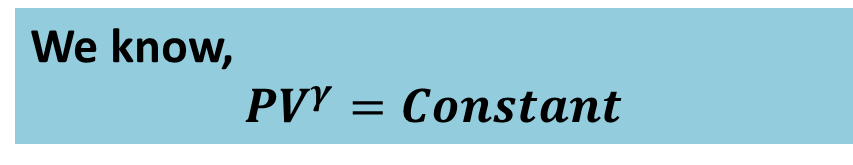 We know,
PV^γ = Constant